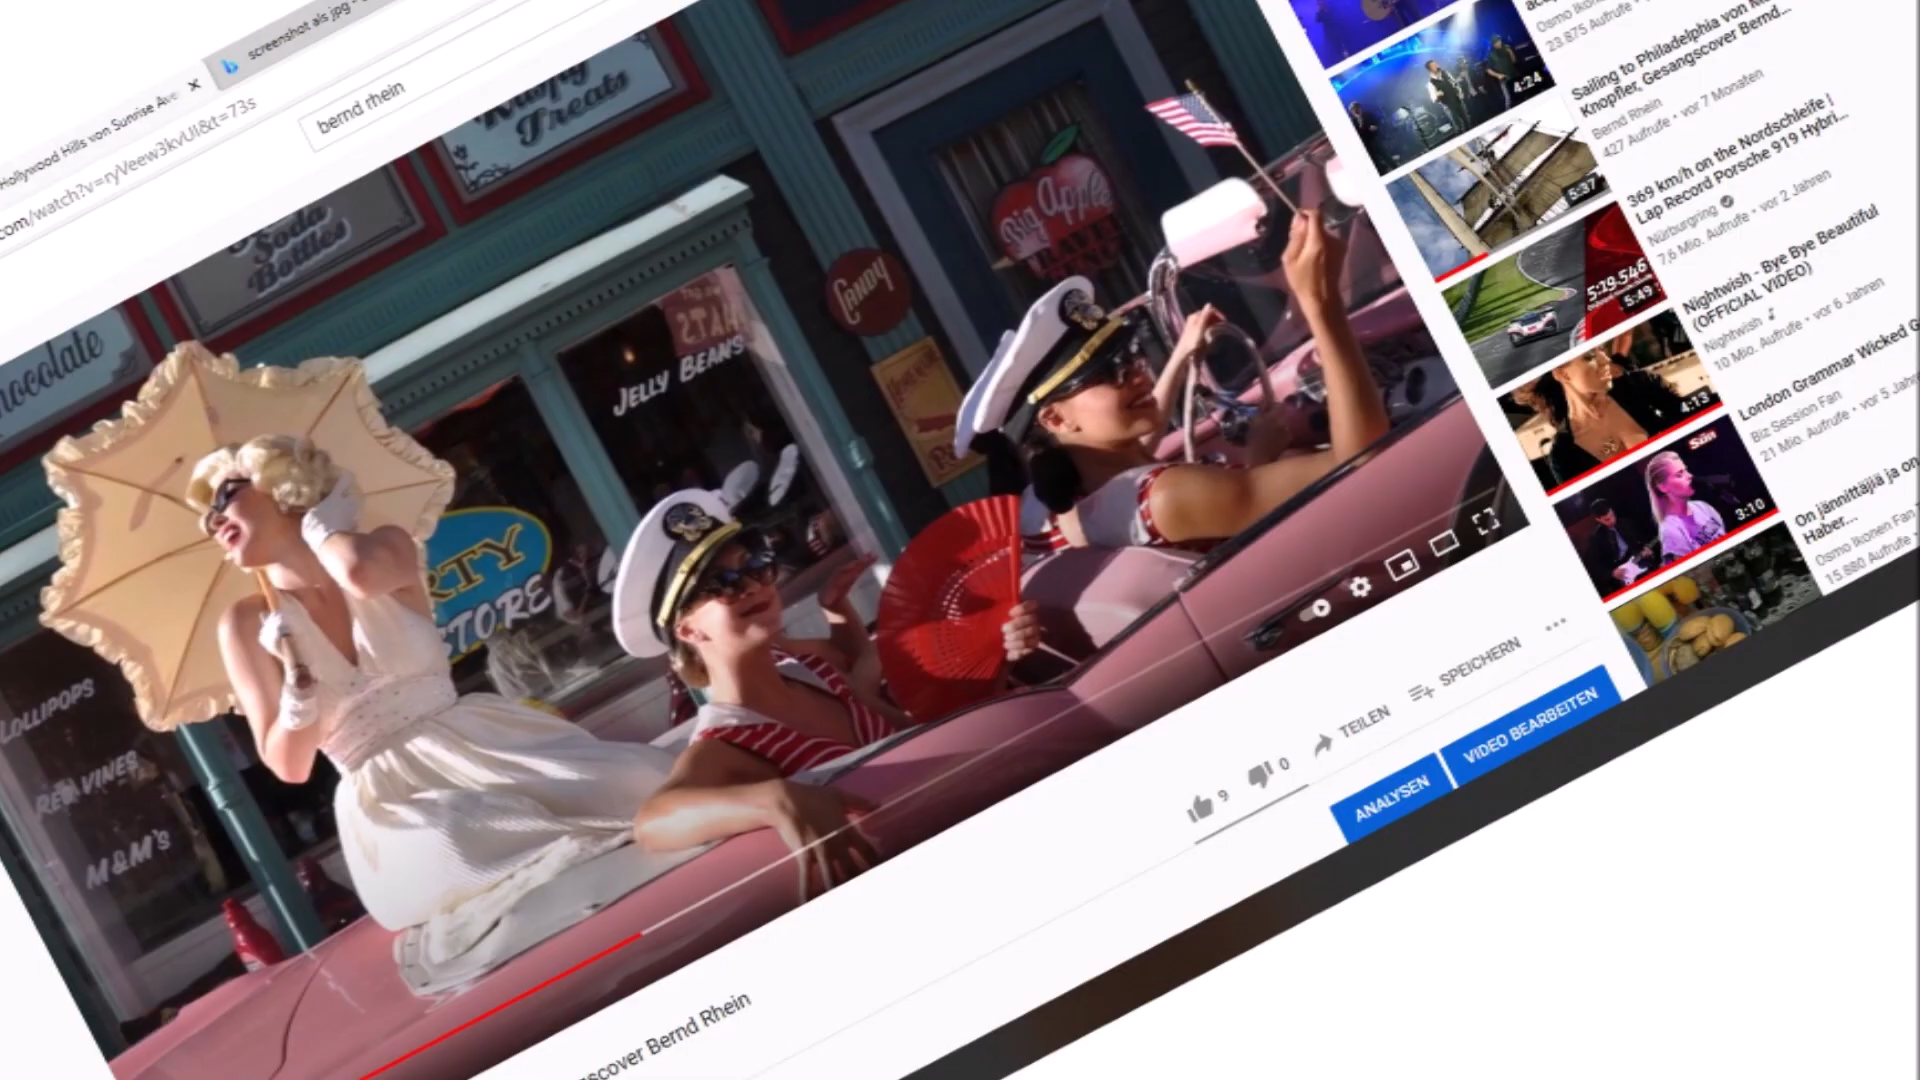 screenshot als jpg -
Hollywood Hills von Sunrise Ave
com/watch?v=ryVeew3kvUI&t=73s
bernd rhein
Krispy
Treats
Soda
Bottles
Chocolate
Big Apple
CANDY
JELLY BEANS
STORE
LOLLIPOPS
RED VINES
M&M's
9
0
TEILEN
SPEICHERN
ANALYSEN
VIDEO BEARBEITEN
scover Bernd Rhein
23.875 Aufrufe
4:24
Sailing to Philadelphia von
Knopfler, Gesangscover Bernd...
Bernd Rhein
427 Aufrufe • vor 7 Monaten
5:37
369 km/h on the Nordschleife |
Lap Record Porsche 919 Hybri...
Nürburgring
7,6 Mio. Aufrufe • vor 2 Jahren
5:19.546
5:49
Nightwish - Bye Bye Beautiful
(OFFICIAL VIDEO)
Nightwish
10 Mio. Aufrufe • vor 6 Jahren
4:13
London Grammar Wicked G
Biz Session Fan
21 Mio. Aufrufe • vor 5 Jahr
Sun
3:10
On jännittäjiä ja on
Haber...
Osmo Ikonen Fan
15.880 Aufrufe